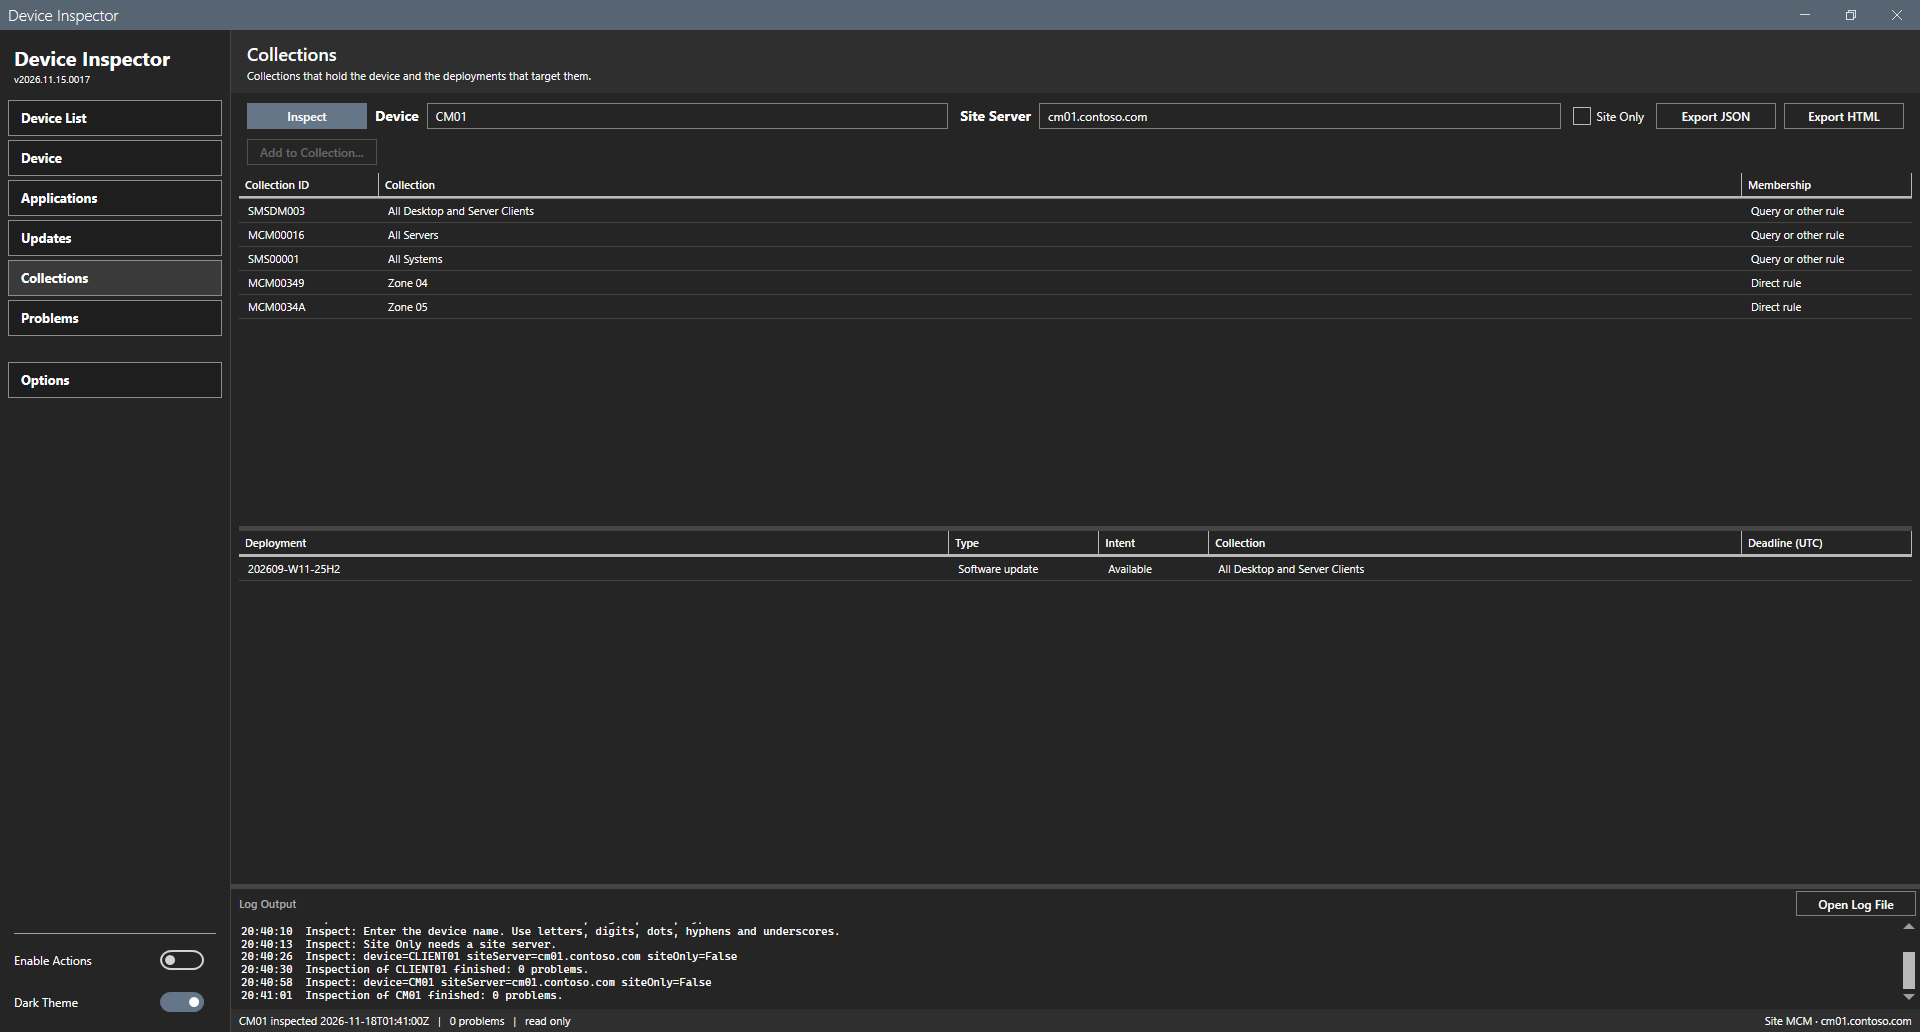 Device Inspector
Device Inspector
v2026.11.15.0017
Device List
Device
Applications
Updates
Collections
Problems
Options
Enable Actions
Dark Theme
Collections
Collections that hold the device and the deployments that target them.
Inspect Device CM01 Site Server cm01.contoso.com Site Only Export JSON Export HTML
Add to Collection...
Collection ID Collection Membership
SMSDM003 All Desktop and Server Clients Query or other rule
MCM00016 All Servers Query or other rule
SMS00001 All Systems Query or other rule
MCM00349 Zone 04 Direct rule
MCM0034A Zone 05 Direct rule
Deployment Type Intent Collection Deadline (UTC)
202609-W11-25H2 Software update Available All Desktop and Server Clients
Log Output Open Log File
20:40:10 Inspect: Enter the device name. Use letters, digits, dots, hyphens and underscores.
20:40:13 Inspect: Site Only needs a site server.
20:40:26 Inspect: device=CLIENT01 siteServer=cm01.contoso.com siteOnly=False
20:40:30 Inspection of CLIENT01 finished: 0 problems.
20:40:58 Inspect: device=CM01 siteServer=cm01.contoso.com siteOnly=False
20:41:01 Inspection of CM01 finished: 0 problems.
CM01 inspected 2026-11-18T01:41:00Z | 0 problems | read only Site MCM · cm01.contoso.com